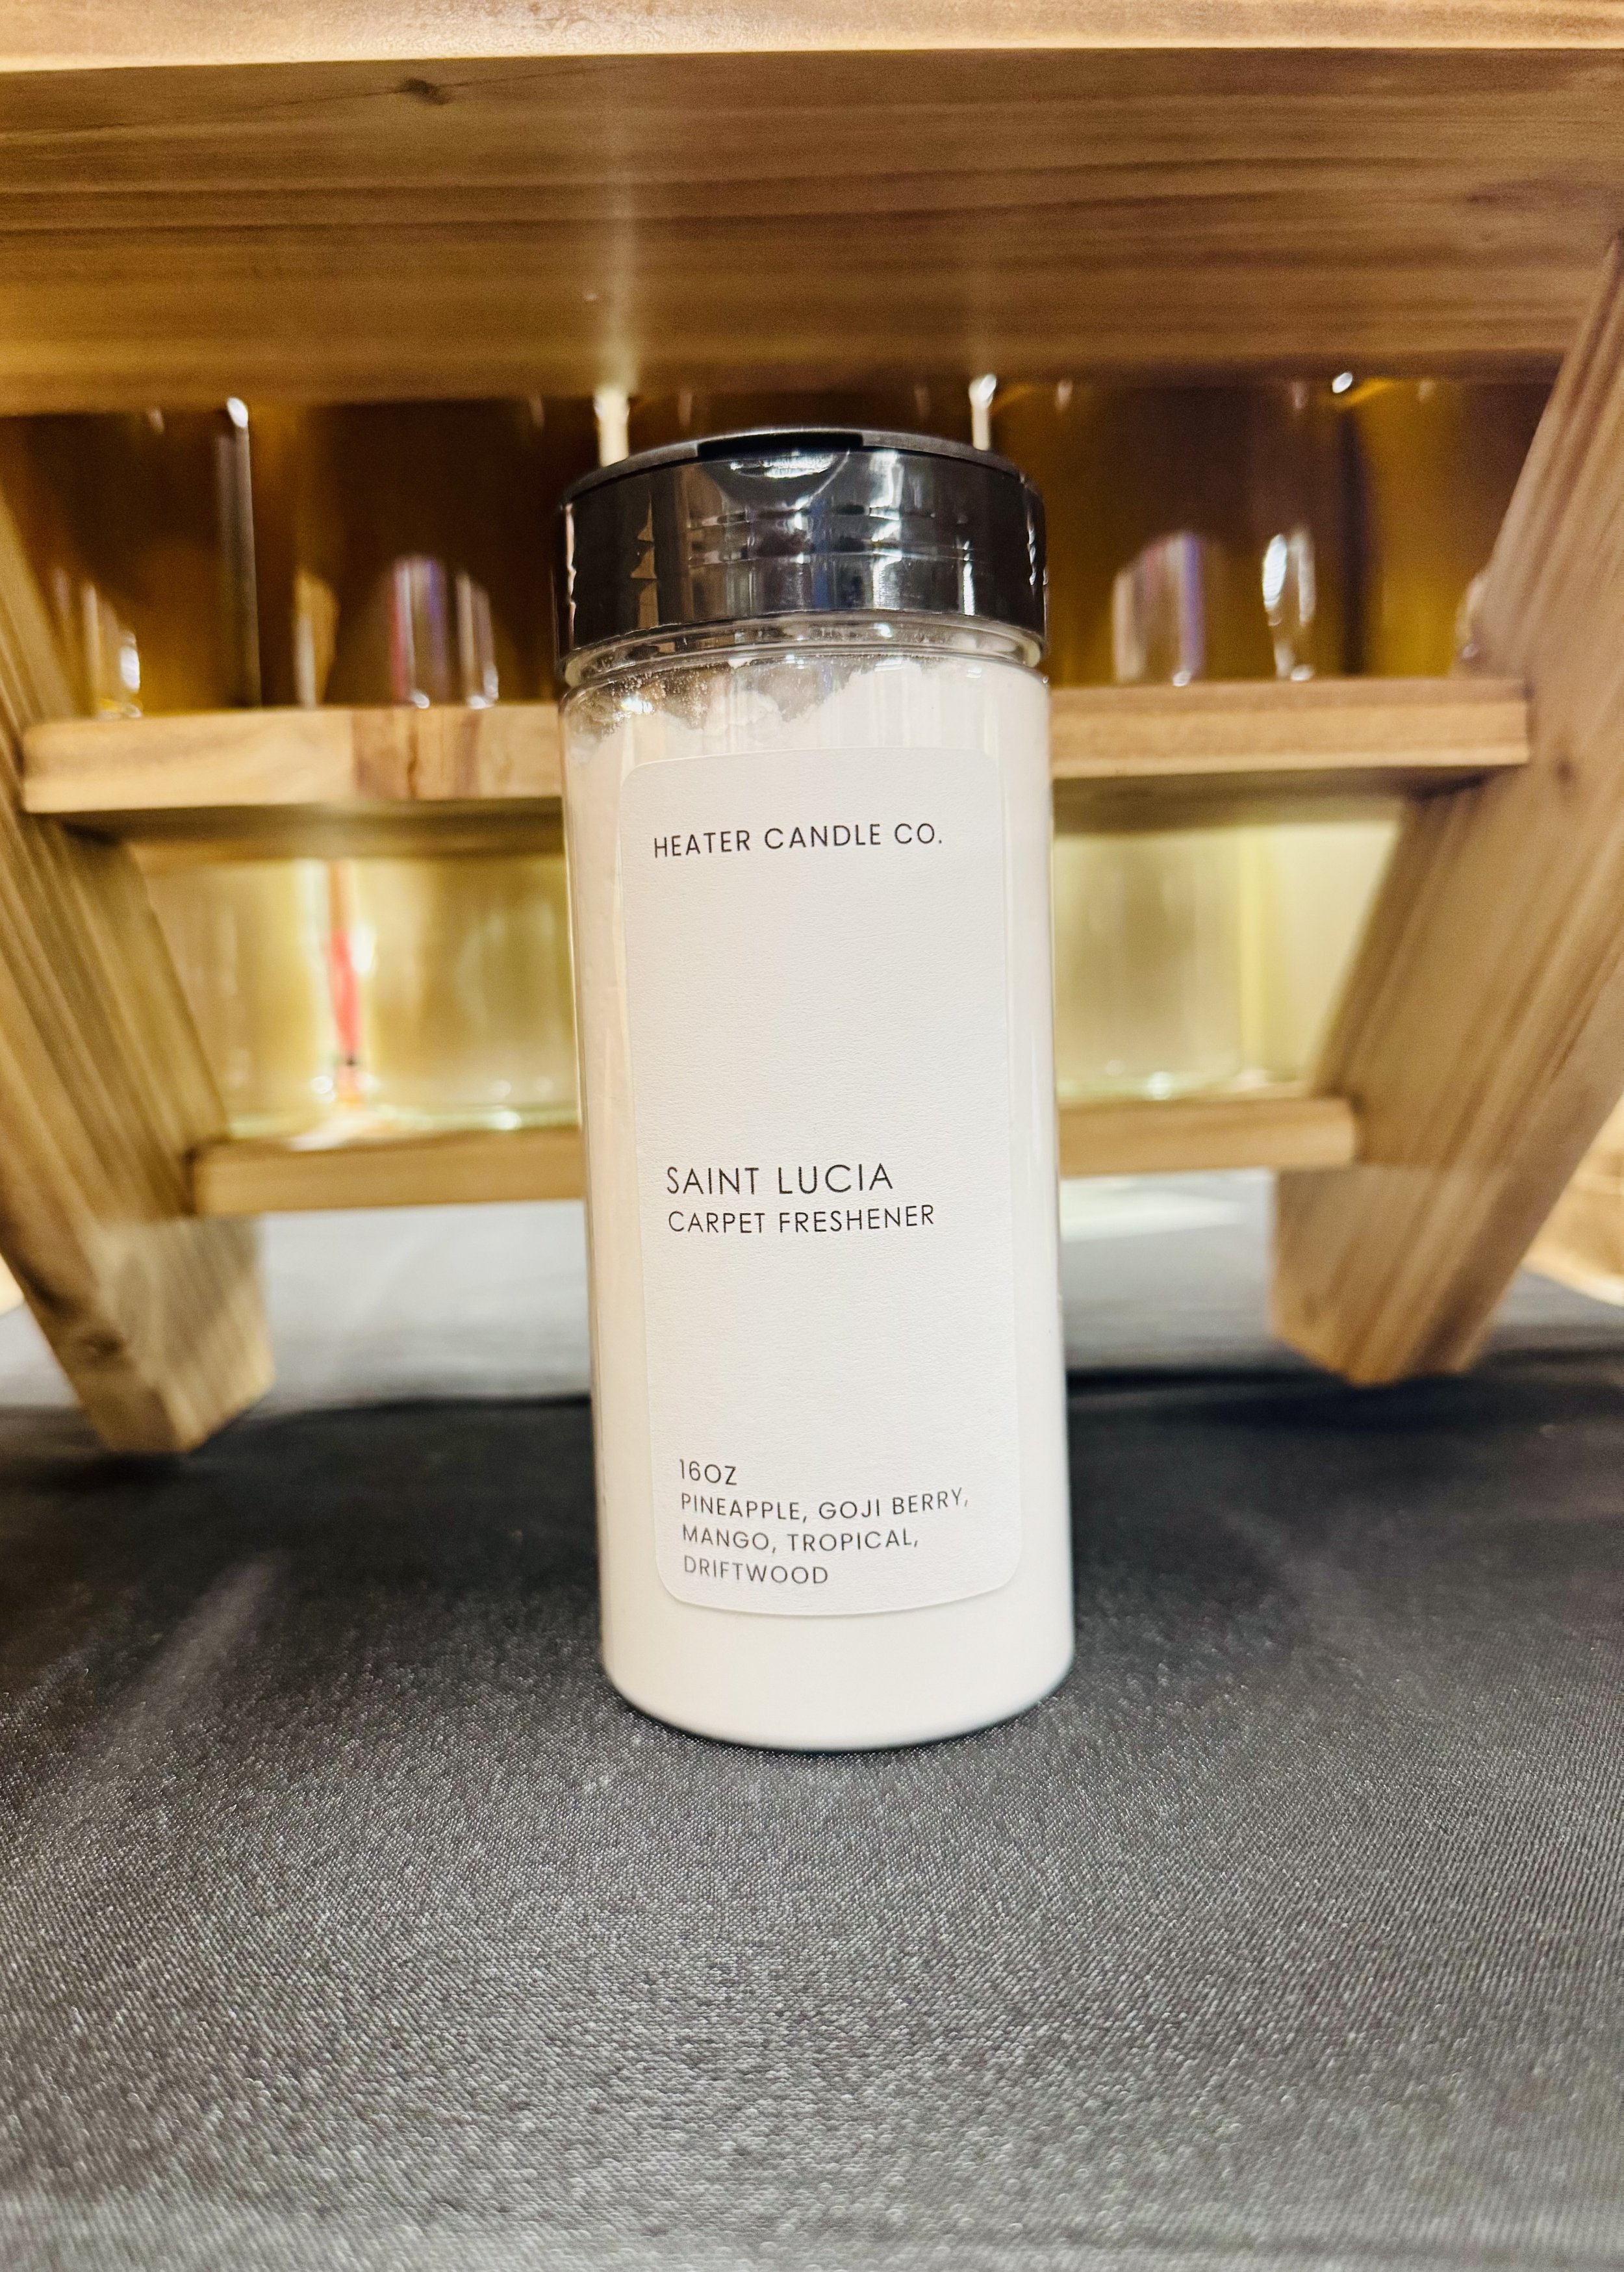 HEATER CANDLE CO.
SAINT LUCIA
CARPET FRESHENER
16OZ
PINEAPPLE, GOJI BERRY,
MANGO, TROPICAL,
DRIFTWOOD